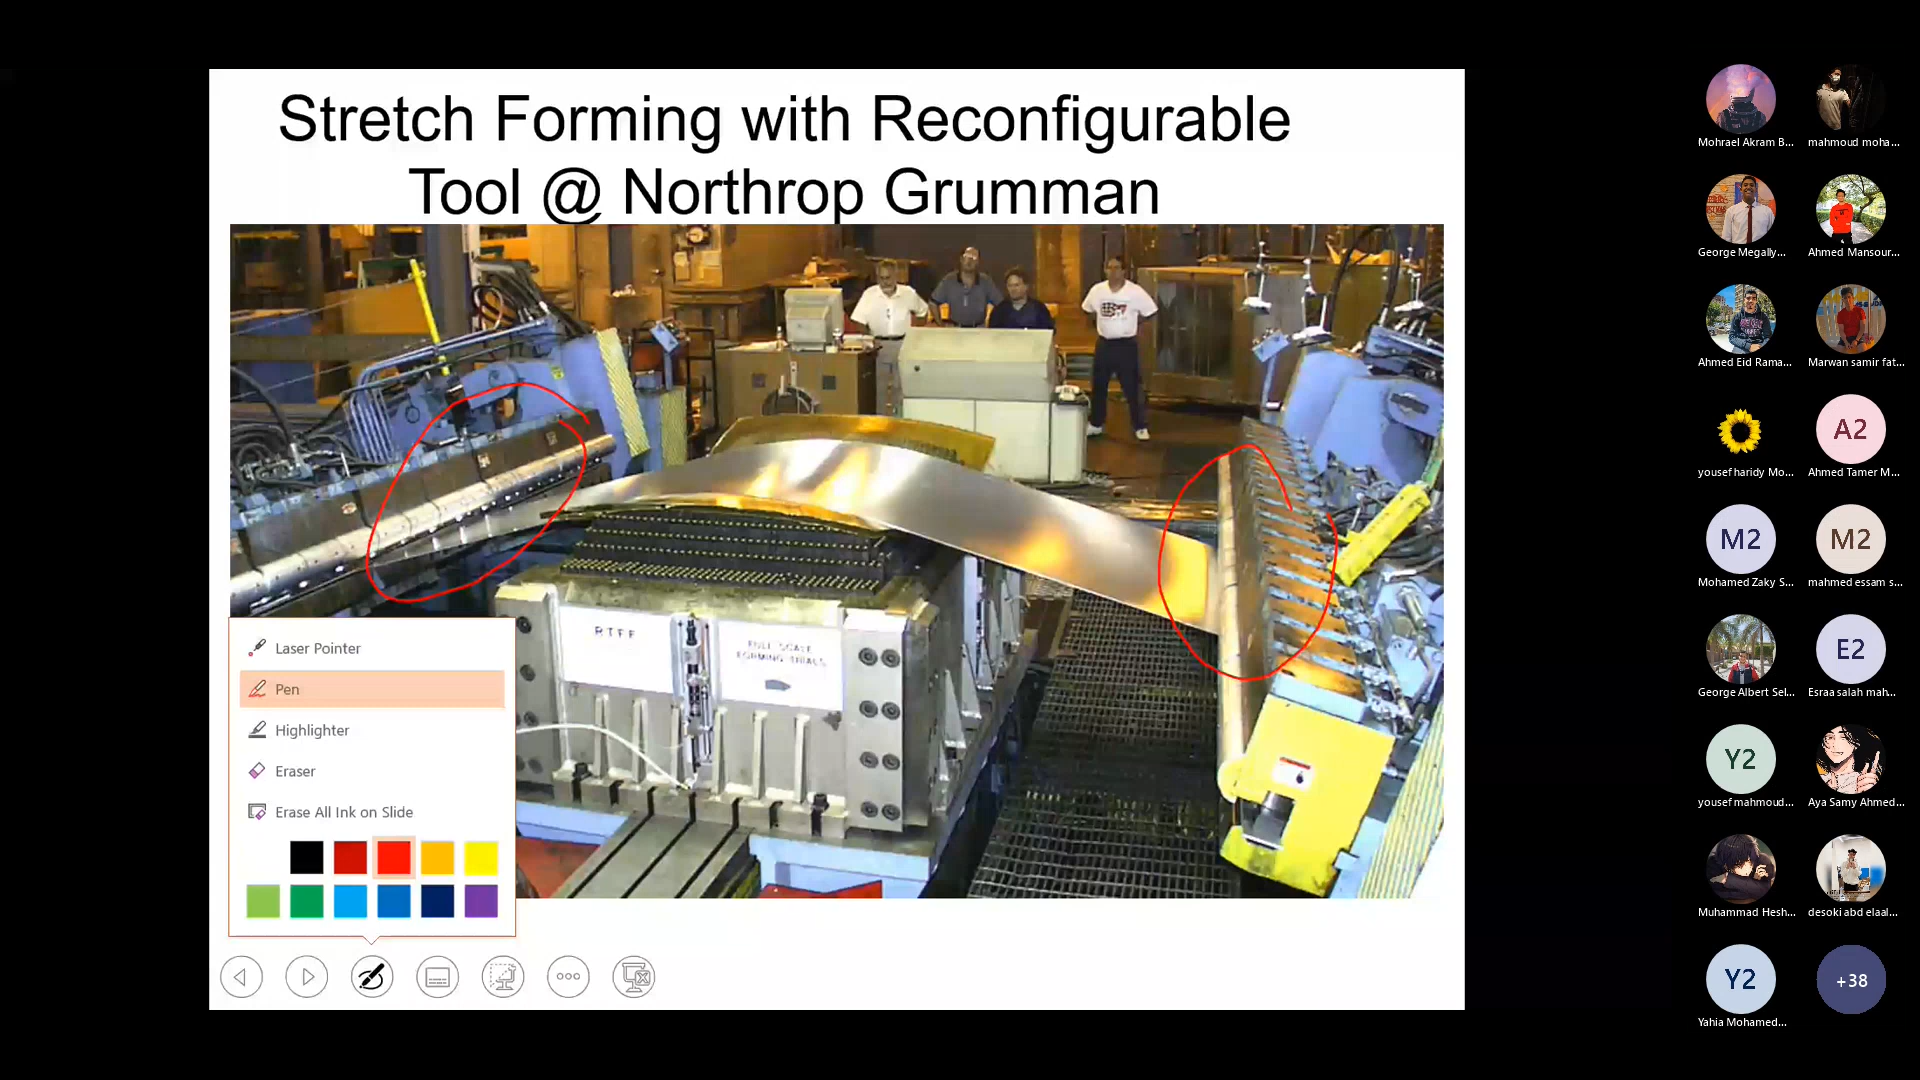 Stretch Forming with Reconfigurable
Tool @ Northrop Grumman
RTFF
FULL SCALE
FORMING TRIALS
Laser Pointer
Pen
Highlighter
Eraser
Erase All Ink on Slide
Mohrael Akram B...
mahmoud moha...
George Megally...
Ahmed Mansour...
Ahmed Eid Rama...
Marwan samir fat...
yousef haridy Mo...
A2
Ahmed Tamer M...
M2
Mohamed Zaky S...
M2
mahmed essam s...
George Albert Sel...
E2
Esraa salah mah...
Y2
yousef mahmoud...
Aya Samy Ahmed...
Muhammad Hesh...
desoki abd elaal...
Y2
Yahia Mohamed...
+38